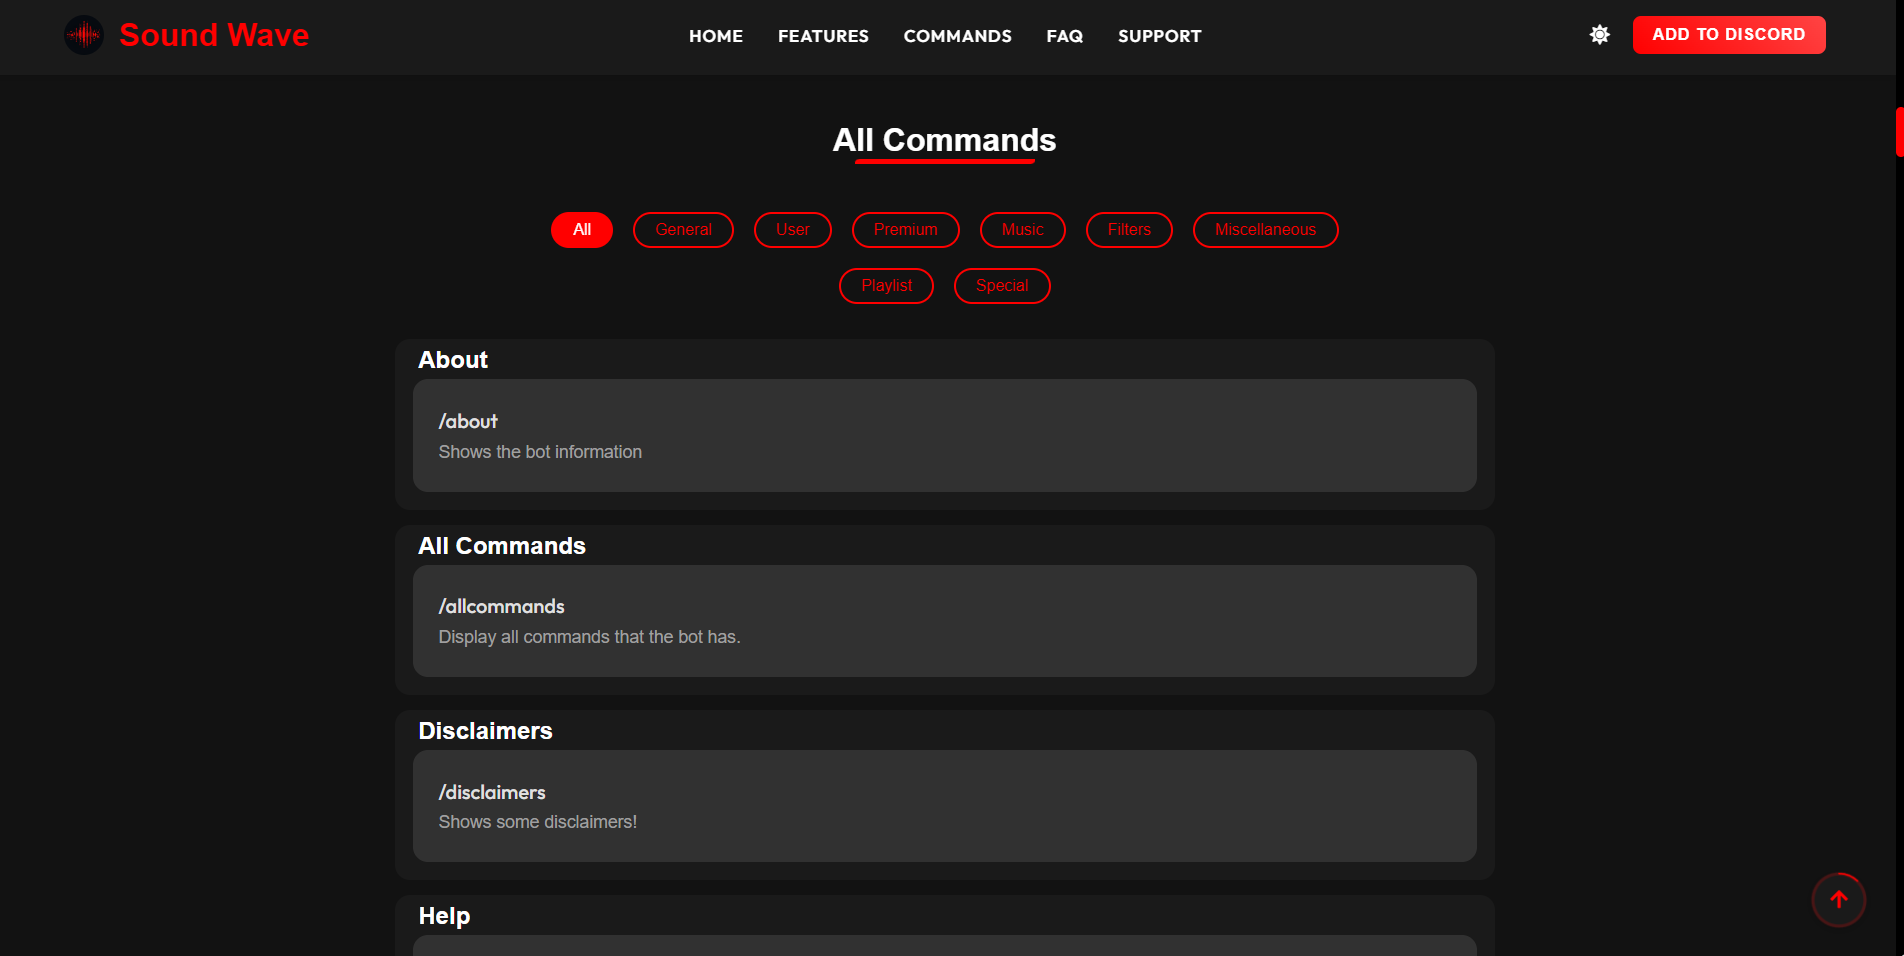 Sound Wave
HOME FEATURES COMMANDS FAQ SUPPORT
ADD TO DISCORD
All Commands
All General User Premium Music Filters Miscellaneous
Playlist Special
About
/about
Shows the bot information
All Commands
/allcommands
Display all commands that the bot has.
Disclaimers
/disclaimers
Shows some disclaimers!
Help